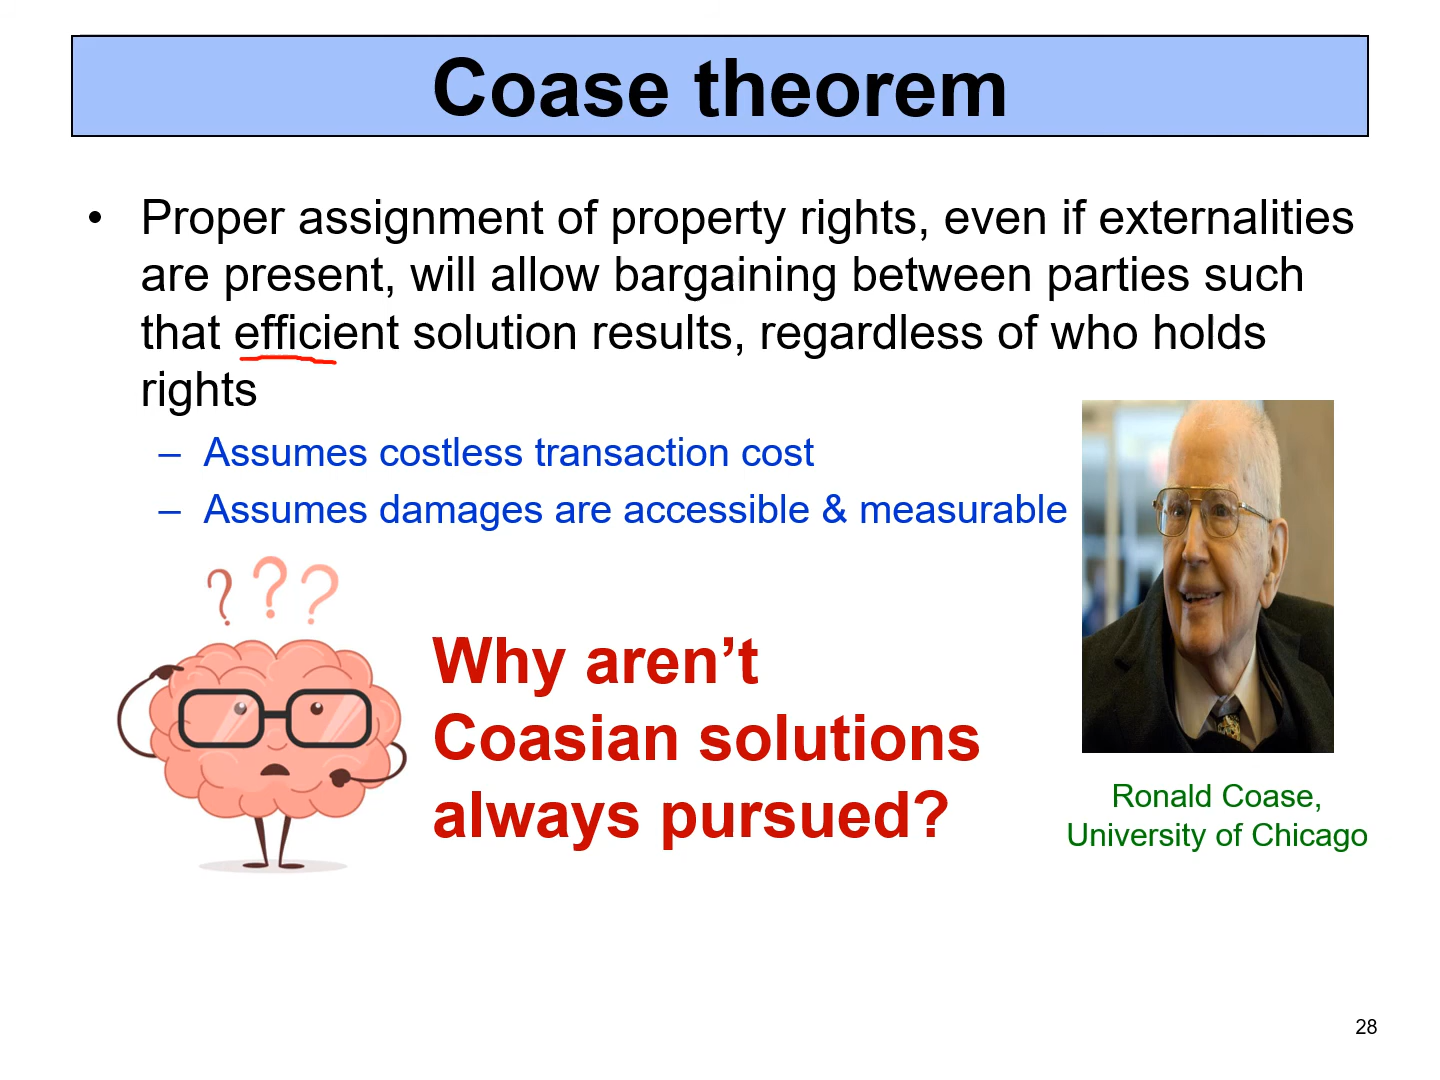 Coase theorem
• Proper assignment of property rights, even if externalities
are present, will allow bargaining between parties such
that efficient solution results, regardless of who holds
rights
– Assumes costless transaction cost
– Assumes damages are accessible & measurable
? ? ?
Why aren’t
Coasian solutions
always pursued?
Ronald Coase,
University of Chicago
28